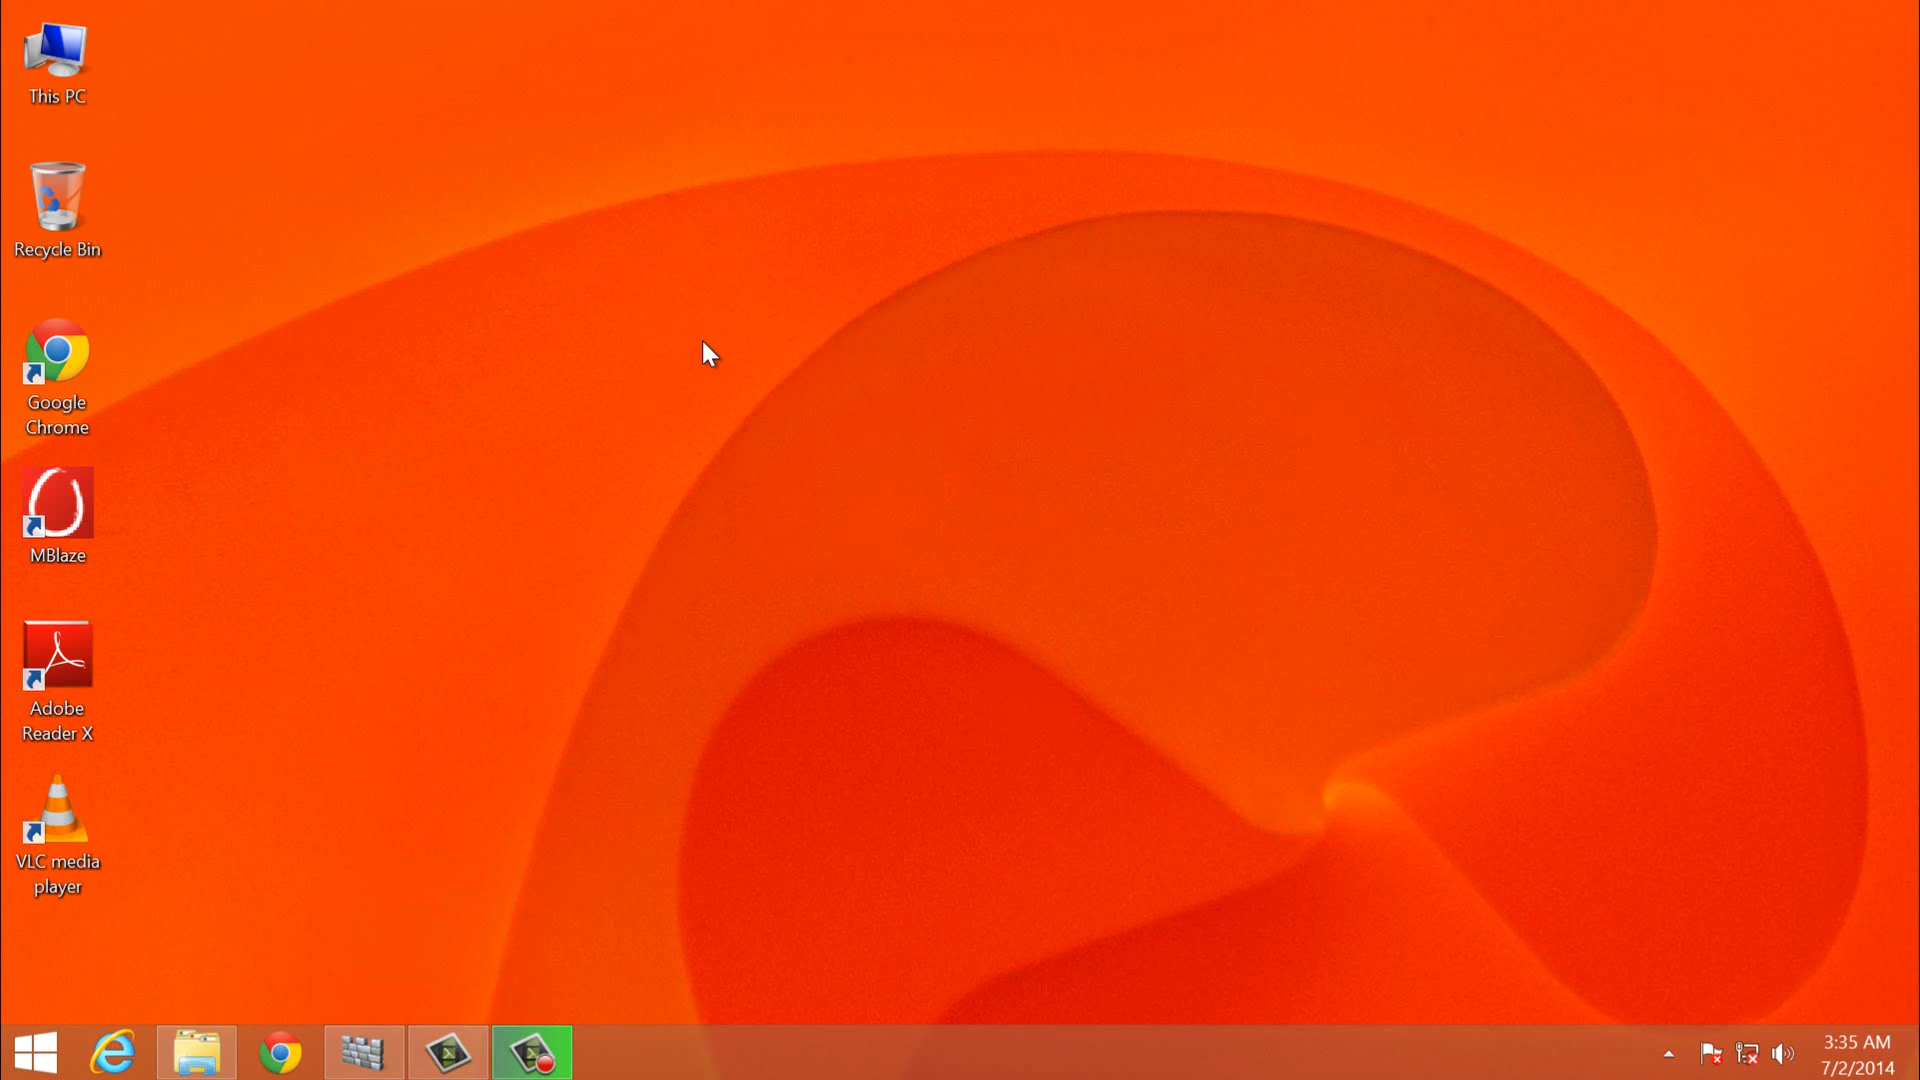 This PC
Recycle Bin
Google
Chrome
MBlaze
Adobe
Reader X
VLC media
player
3:35 AM
7/2/2014